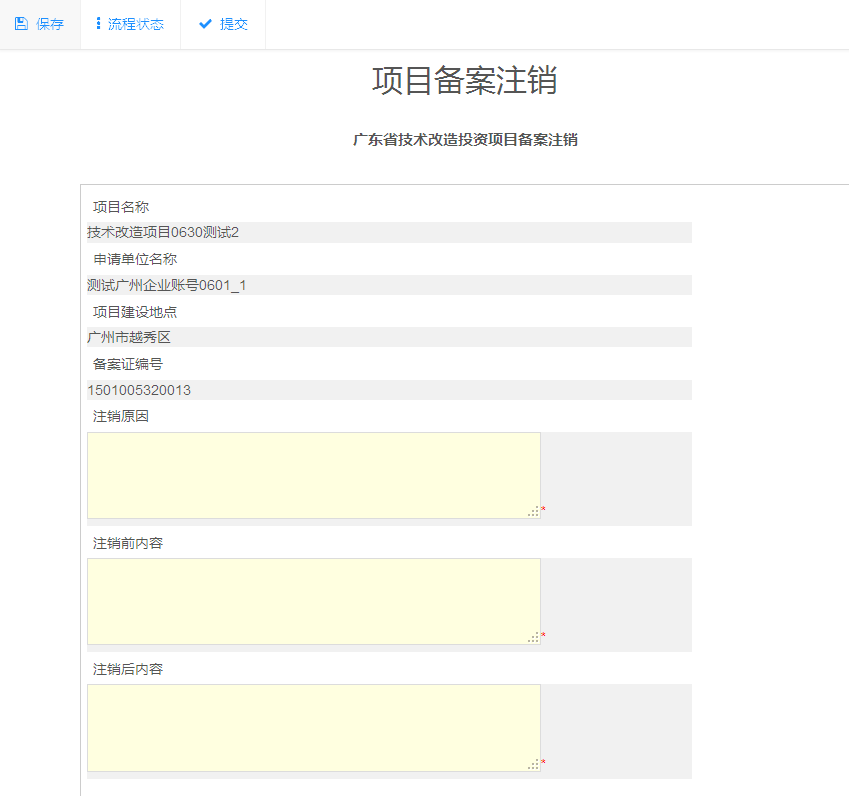 保存 流程状态 提交
项目备案注销
广东省技术改造投资项目备案注销
项目名称
技术改造项目0630测试2
申请单位名称
测试广州企业账号0601_1
项目建设地点
广州市越秀区
备案证编号
1501005320013
注销原因
*
注销前内容
*
注销后内容
*